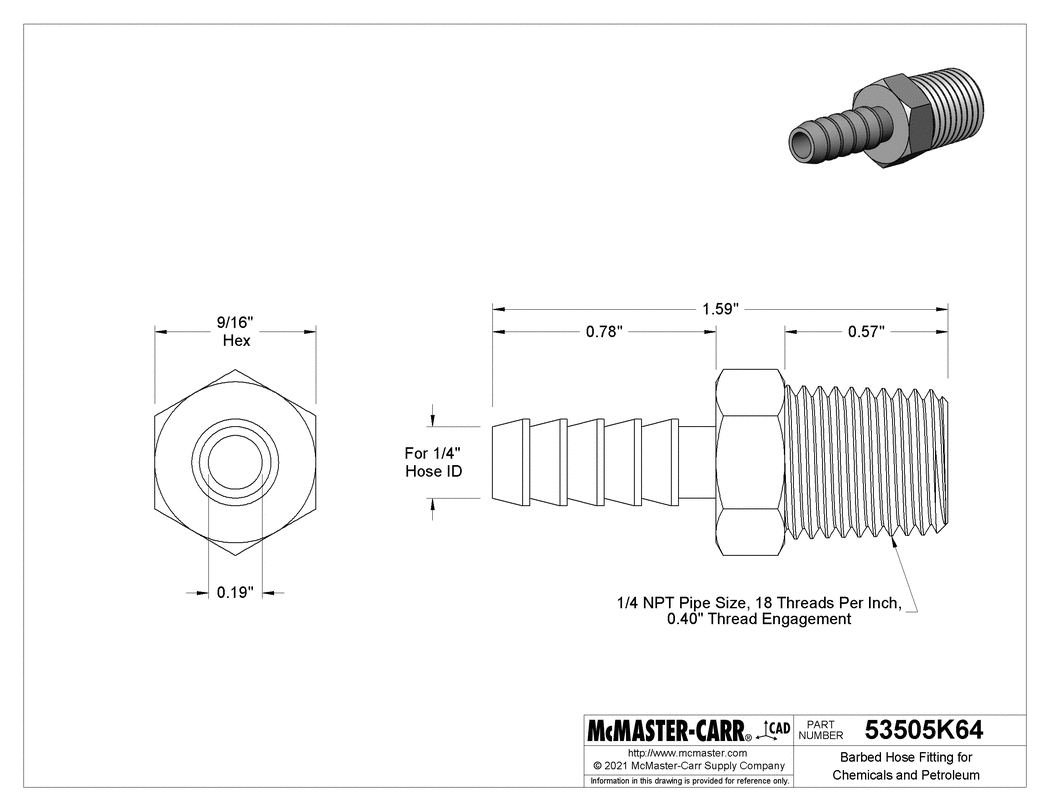 1.59"
9/16"
Hex
0.78"
0.57"
For 1/4"
Hose ID
0.19"
1/4 NPT Pipe Size, 18 Threads Per Inch,
0.40" Thread Engagement
McMASTER-CARR® CAD
PART
NUMBER
53505K64
http://www.mcmaster.com
© 2021 McMaster-Carr Supply Company
Information in this drawing is provided for reference only.
Barbed Hose Fitting for
Chemicals and Petroleum